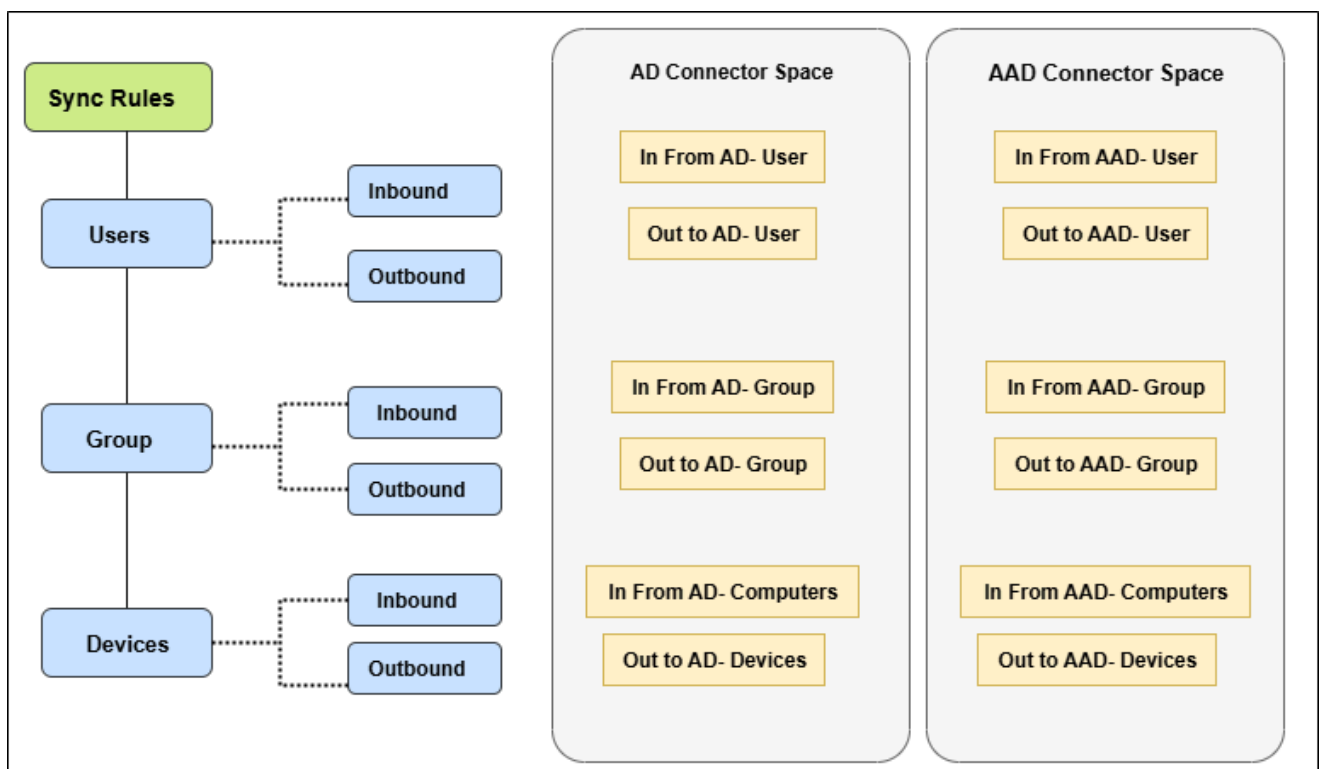 Sync Rules
Users
Inbound
Outbound
Group
Inbound
Outbound
Devices
Inbound
Outbound
AD Connector Space
In From AD- User
Out to AD- User
In From AD- Group
Out to AD- Group
In From AD- Computers
Out to AD- Devices
AAD Connector Space
In From AAD- User
Out to AAD- User
In From AAD- Group
Out to AAD- Group
In From AAD- Computers
Out to AAD- Devices